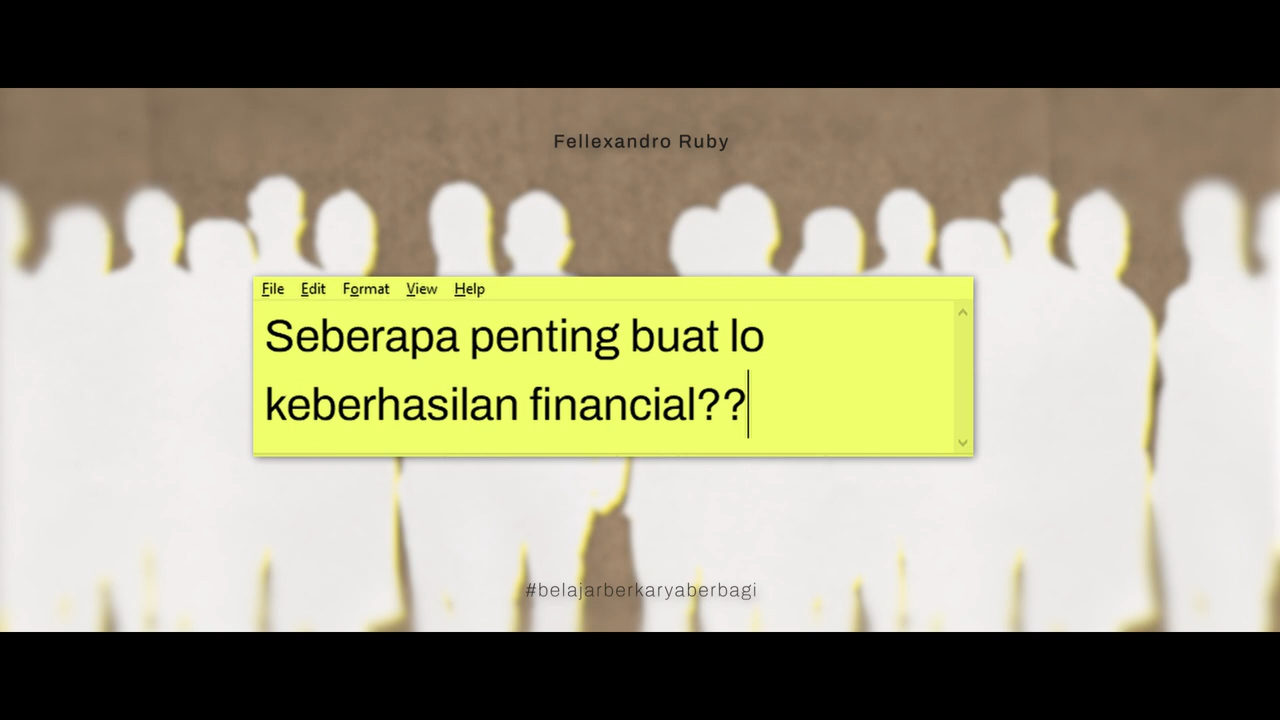 Fellexandro Ruby
File Edit Format View Help
Seberapa penting buat lo
keberhasilan financial??
#belajarberkaryaberbagi